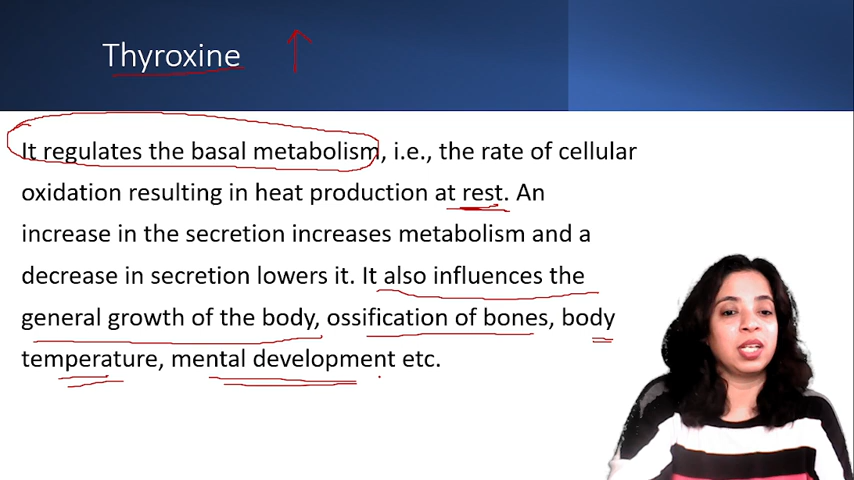 Thyroxine
It regulates the basal metabolism, i.e., the rate of cellular
oxidation resulting in heat production at rest. An
increase in the secretion increases metabolism and a
decrease in secretion lowers it. It also influences the
general growth of the body, ossification of bones, body
temperature, mental development etc.